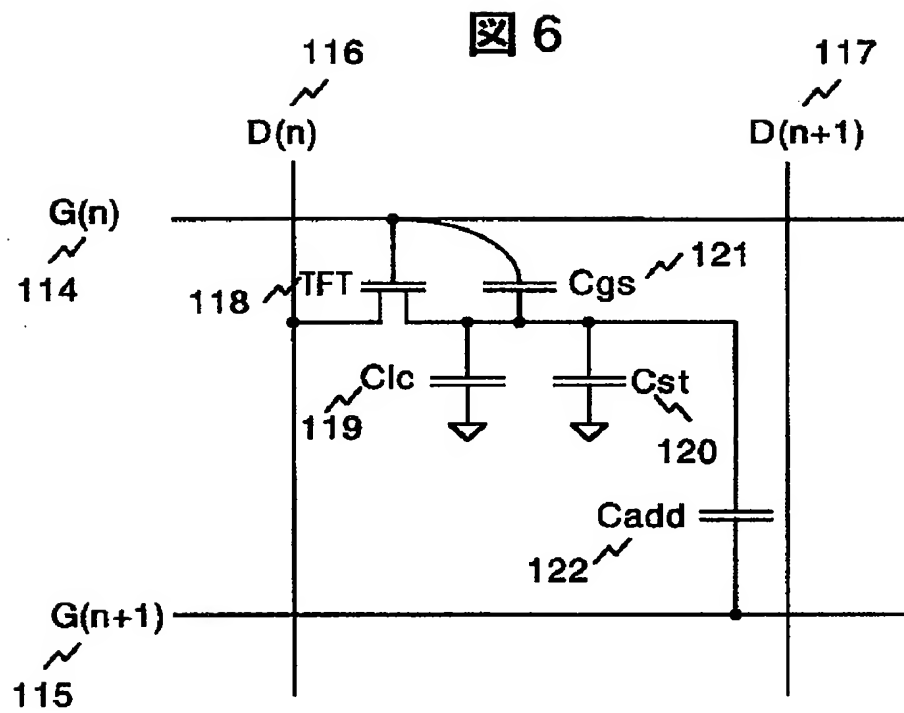 図 6
116
117
D(n)
D(n+1)
G(n)
114
118
TFT
Cgs
121
Clc
119
Cst
120
Cadd
122
G(n+1)
115